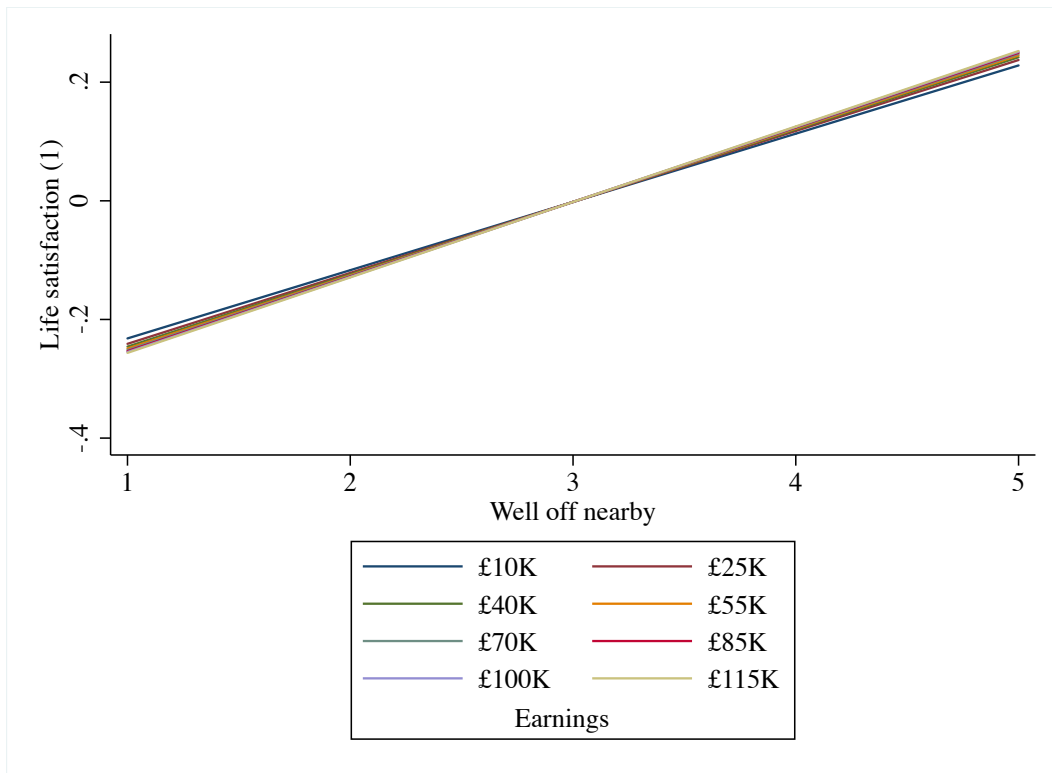 Life satisfaction (1)
.2
0
-.2
-.4
1 2 3 4 5
Well off nearby
£10K £25K
£40K £55K
£70K £85K
£100K £115K
Earnings